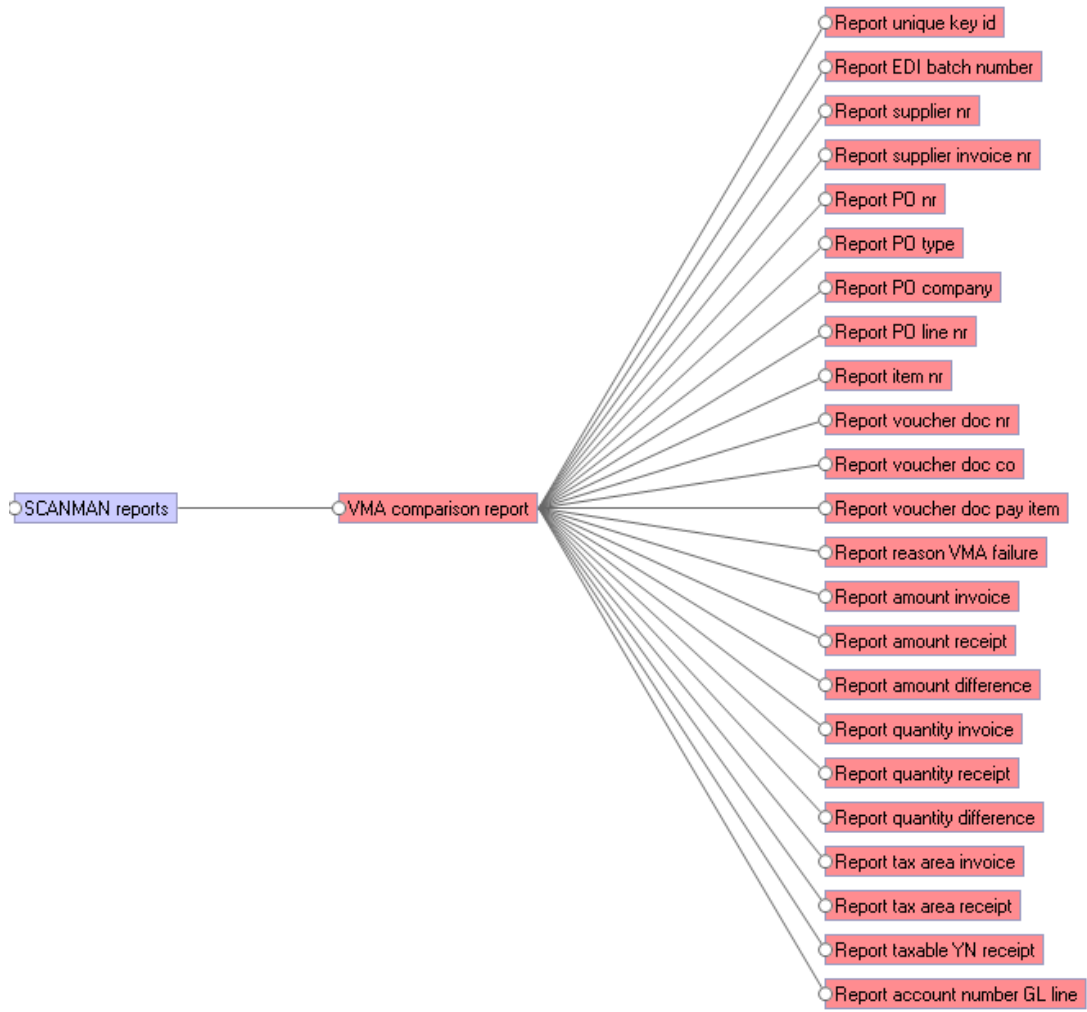 Report unique key id
Report EDI batch number
Report supplier nr
Report supplier invoice nr
Report PO nr
Report PO type
Report PO company
Report PO line nr
Report item nr
Report voucher doc nr
Report voucher doc co
SCANMAN reports
VMA comparison report
Report voucher doc pay item
Report reason VMA failure
Report amount invoice
Report amount receipt
Report amount difference
Report quantity invoice
Report quantity receipt
Report quantity difference
Report tax area invoice
Report tax area receipt
Report taxable YN receipt
Report account number GL line